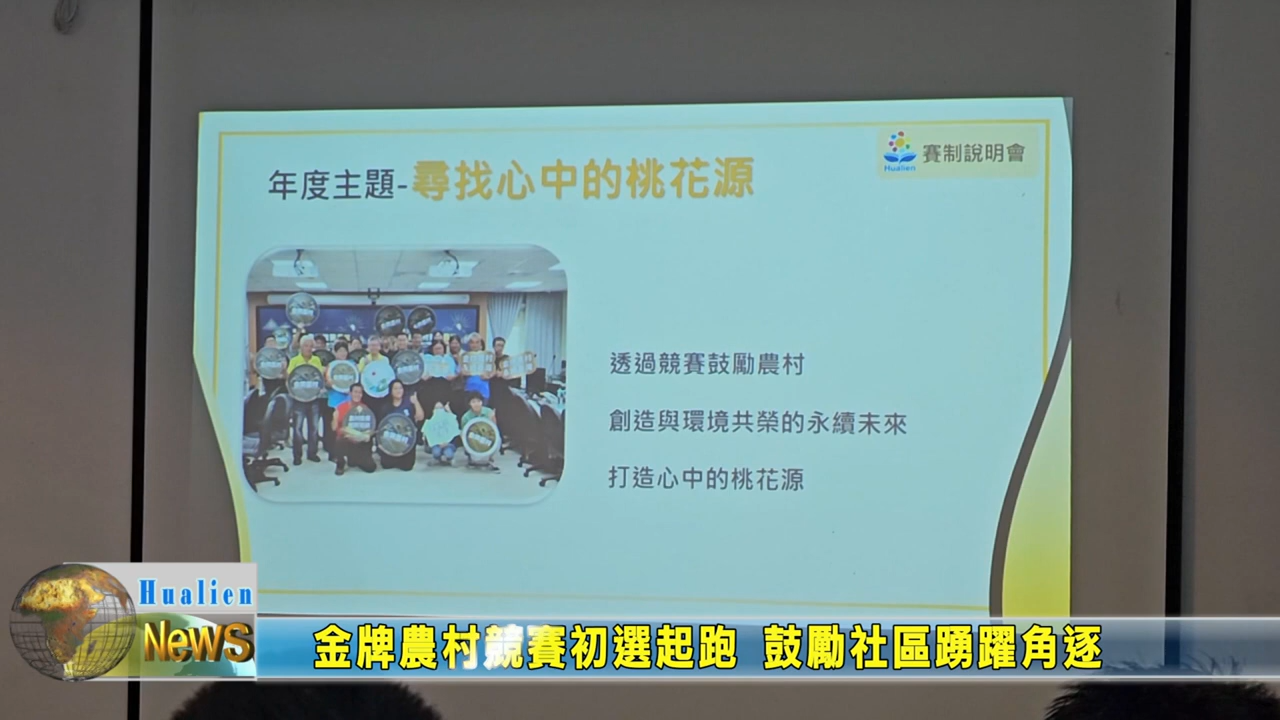 Hualien
賽制說明會
年度主題-尋找心中的桃花源
透過競賽鼓勵農村
創造與環境共榮的永續未來
打造心中的桃花源
Hualien
News
金牌農村競賽初選起跑 鼓勵社區踴躍角逐